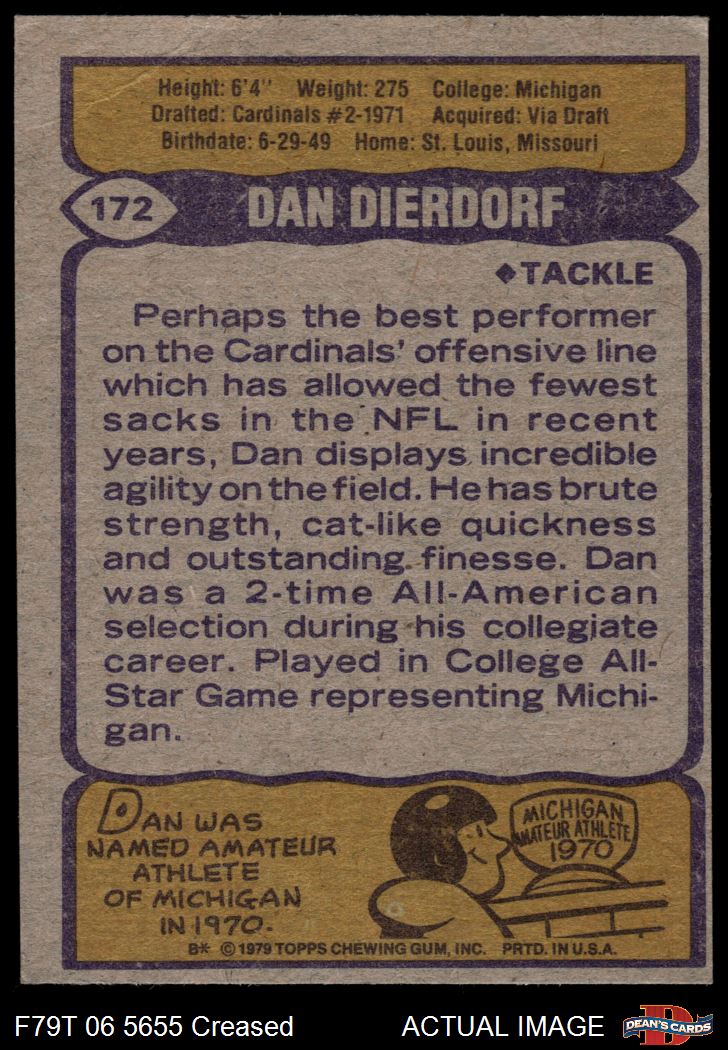 Height: 6'4" Weight: 275 College: Michigan
Drafted: Cardinals #2-1971 Acquired: Via Draft
Birthdate: 6-29-49 Home: St. Louis, Missouri
172 DAN DIERDORF
◆TACKLE
Perhaps the best performer
on the Cardinals' offensive line
which has allowed the fewest
sacks in the NFL in recent
years, Dan displays incredible
agility on the field. He has brute
strength, cat-like quickness
and outstanding finesse. Dan
was a 2-time All-American
selection during his collegiate
career. Played in College All-
Star Game representing Michi-
gan.
DAN WAS
NAMED AMATEUR
ATHLETE
OF MICHIGAN
IN 1970.
MICHIGAN
AMATEUR ATHLETE
1970
B* © 1979 TOPPS CHEWING GUM, INC. PRTD. IN U.S.A.
F79T 06 5655 Creased ACTUAL IMAGE
D
DEAN'S CARDS